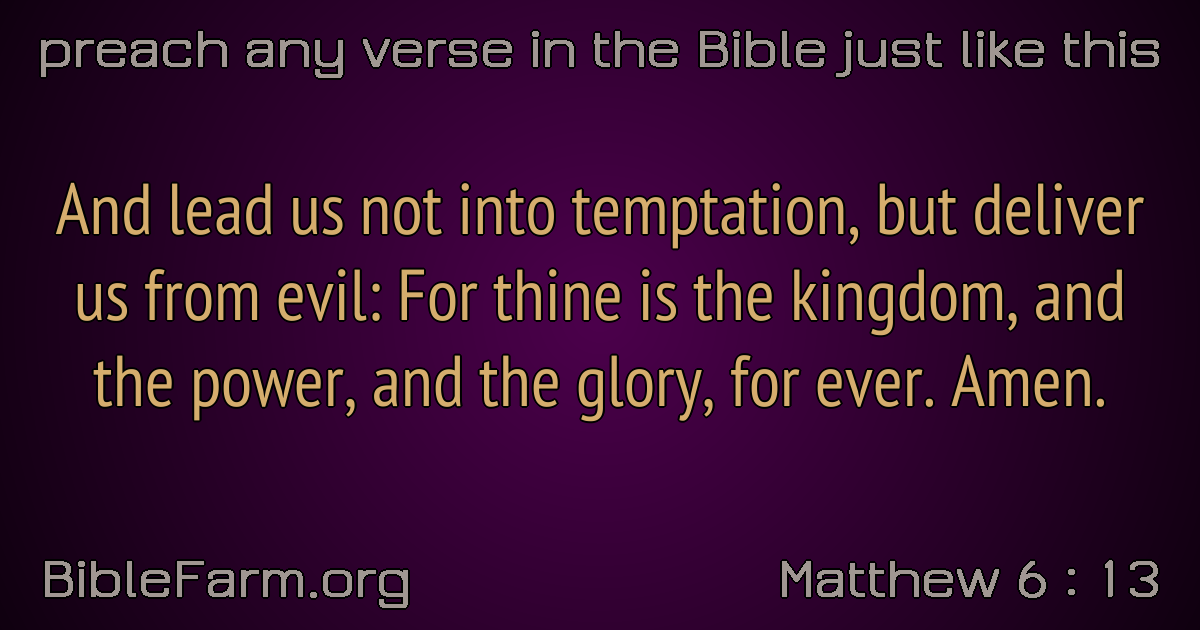 preach any verse in the Bible just like this
And lead us not into temptation, but deliver
us from evil: For thine is the kingdom, and
the power, and the glory, for ever. Amen.
BibleFarm.org
Matthew 6 : 13